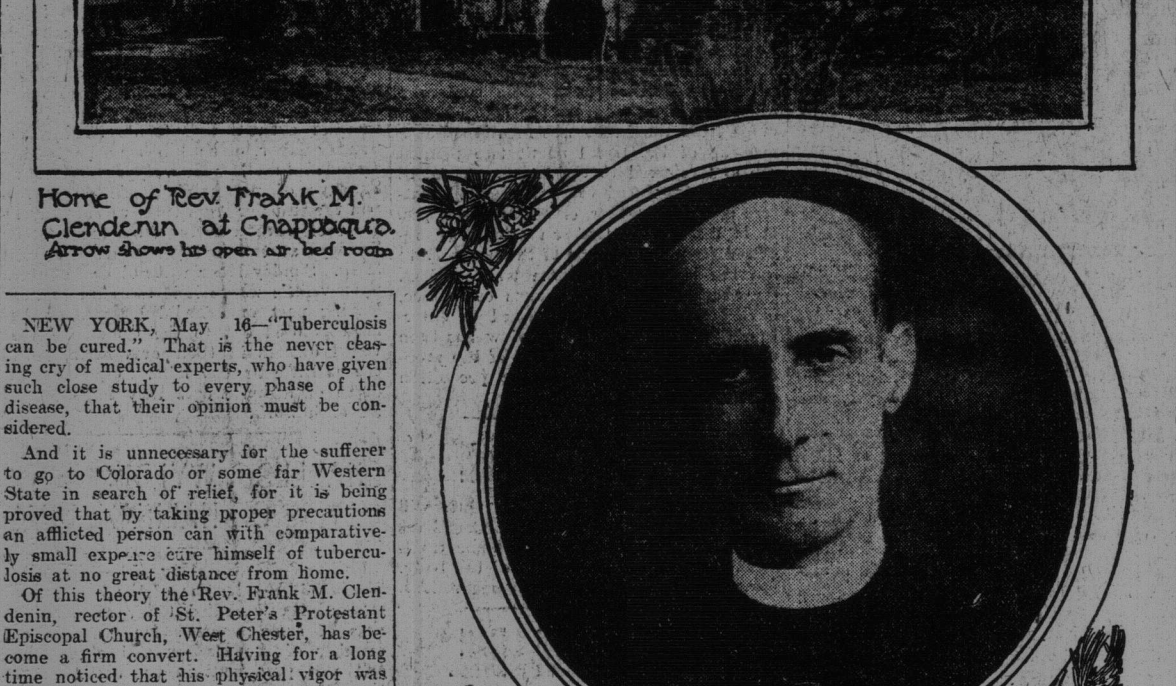 Home of Rev. Frank M.
Clendenin at Chappaqua.
Arrow shows his open air bed room
NEW YORK, May 16—"Tuberculosis
can be cured." That is the never ceas-
ing cry of medical experts, who have given
such close study to every phase of the
disease, that their opinion must be con-
sidered.
And it is unnecessary for the sufferer
to go to Colorado or some far Western
State in search of relief, for it is being
proved that by taking proper precautions
an afflicted person can with comparative-
ly small expense cure himself of tubercu-
losis at no great distance from home.
Of this theory the Rev. Frank M. Clen-
denin, rector of St. Peter's Protestant
Episcopal Church, West Chester, has be-
come a firm convert. Having for a long
time noticed that his physical vigor was